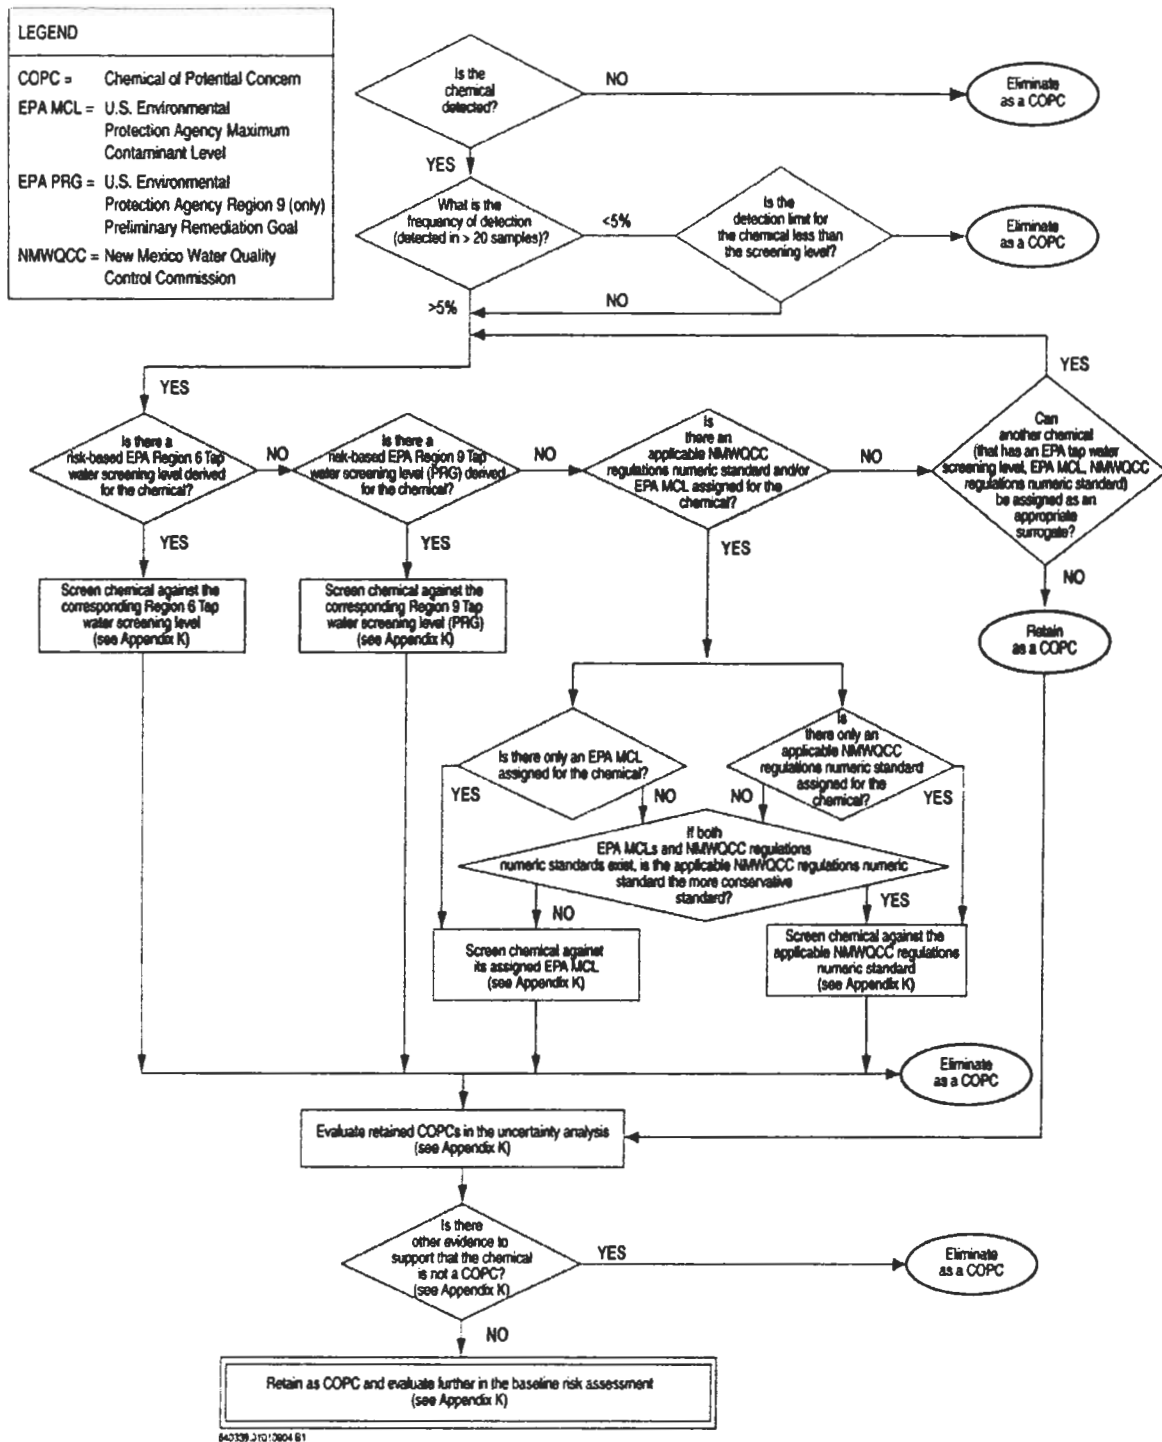 LEGEND
COPC = Chemical of Potential Concern
EPA MCL = U.S. Environmental
Protection Agency Maximum
Contaminant Level
EPA PRG = U.S. Environmental
Protection Agency Region 9 (only)
Preliminary Remediation Goal
NMWQCC = New Mexico Water Quality
Control Commission
Is the
chemical
detected?
NO
Eliminate
as a COPC
YES
What is the
frequency of detection
(detected in > 20 samples)?
<5%
Is the
detection limit for
the chemical less than
the screening level?
Eliminate
as a COPC
>5%
NO
YES
YES
Is there a
risk-based EPA Region 6 Tap
water screening level derived
for the chemical?
NO
Is there a
risk-based EPA Region 9 Tap
water screening level (PRG) derived
for the chemical?
NO
Is
there an
applicable NMWQCC
regulations numeric standard and/or
EPA MCL assigned for the
chemical?
NO
Can
another chemical
(that has an EPA tap water
screening level, EPA MCL, NMWQCC
regulations numeric standard)
be assigned as an
appropriate
surrogate?
YES
YES
YES
NO
Screen chemical against the
corresponding Region 6 Tap
water screening level
(see Appendix K)
Screen chemical against the
corresponding Region 9 Tap
water screening level (PRG)
(see Appendix K)
Retain
as a COPC
Is there only an EPA MCL
assigned for the chemical?
Is
there only an
applicable NMWQCC
regulations numeric standard
assigned for the
chemical?
YES
NO
NO
YES
If both
EPA MCLs and NMWQCC regulations
numeric standards exist, is the applicable NMWQCC regulations numeric
standard the more conservative
standard?
NO
YES
Screen chemical against
its assigned EPA MCL
(see Appendix K)
Screen chemical against the
applicable NMWQCC regulations
numeric standard
(see Appendix K)
Eliminate
as a COPC
Evaluate retained COPCs in the uncertainty analysis
(see Appendix K)
Is there
other evidence to
support that the chemical
is not a COPC?
(see Appendix K)
YES
Eliminate
as a COPC
NO
Retain as COPC and evaluate further in the baseline risk assessment
(see Appendix K)